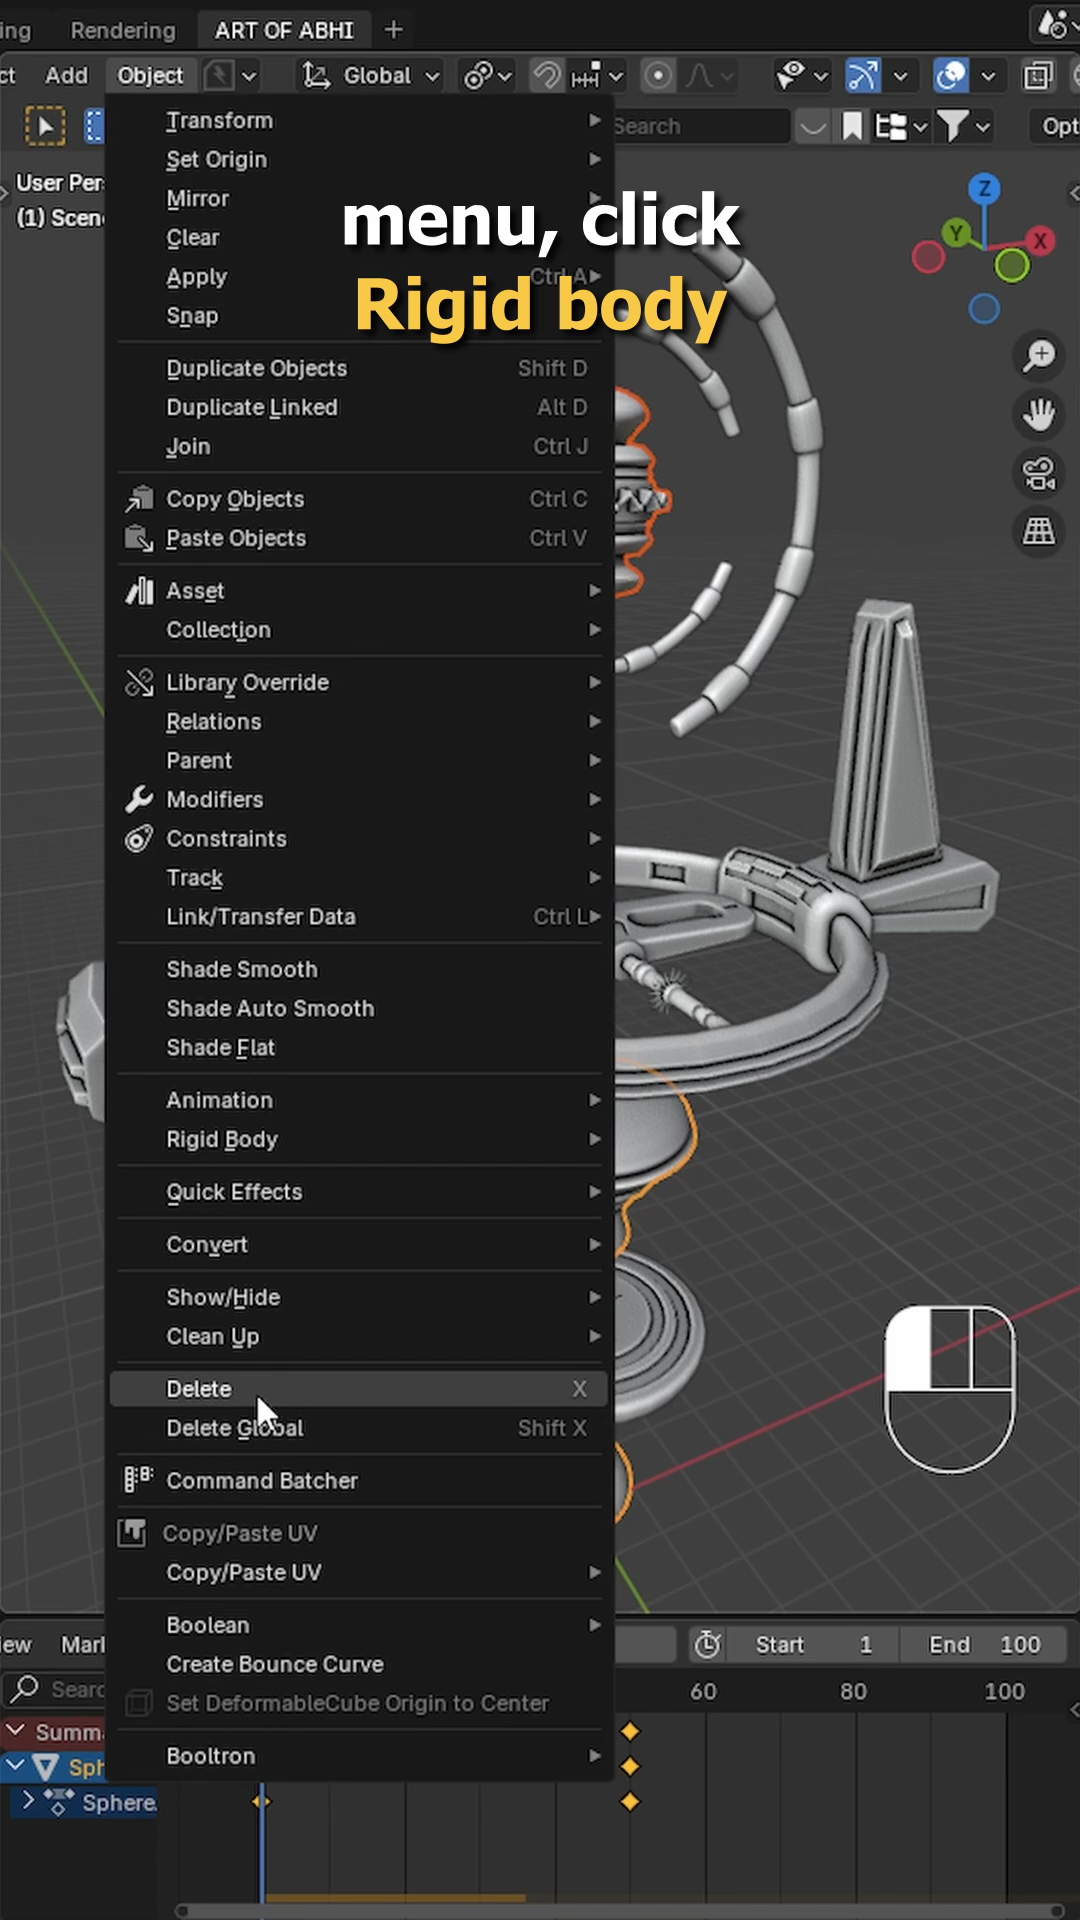 ing Rendering ART OF ABHI +
ct Add Object Global
Search Opt
User Per
(1) Scen
Z
Y
X
menu, click
Rigid body
Transform
Set Origin
Mirror
Clear
Apply Ctrl A
Snap
Duplicate Objects Shift D
Duplicate Linked Alt D
Join Ctrl J
Copy Objects Ctrl C
Paste Objects Ctrl V
Asset
Collection
Library Override
Relations
Parent
Modifiers
Constraints
Track
Link/Transfer Data Ctrl L
Shade Smooth
Shade Auto Smooth
Shade Flat
Animation
Rigid Body
Quick Effects
Convert
Show/Hide
Clean Up
Delete X
Delete Global Shift X
Command Batcher
Copy/Paste UV
Copy/Paste UV
Boolean
Create Bounce Curve
Set DeformableCube Origin to Center
Booltron
iew Mark Start 1 End 100
Searc 60 80 100
Summ
Sph
Sphere